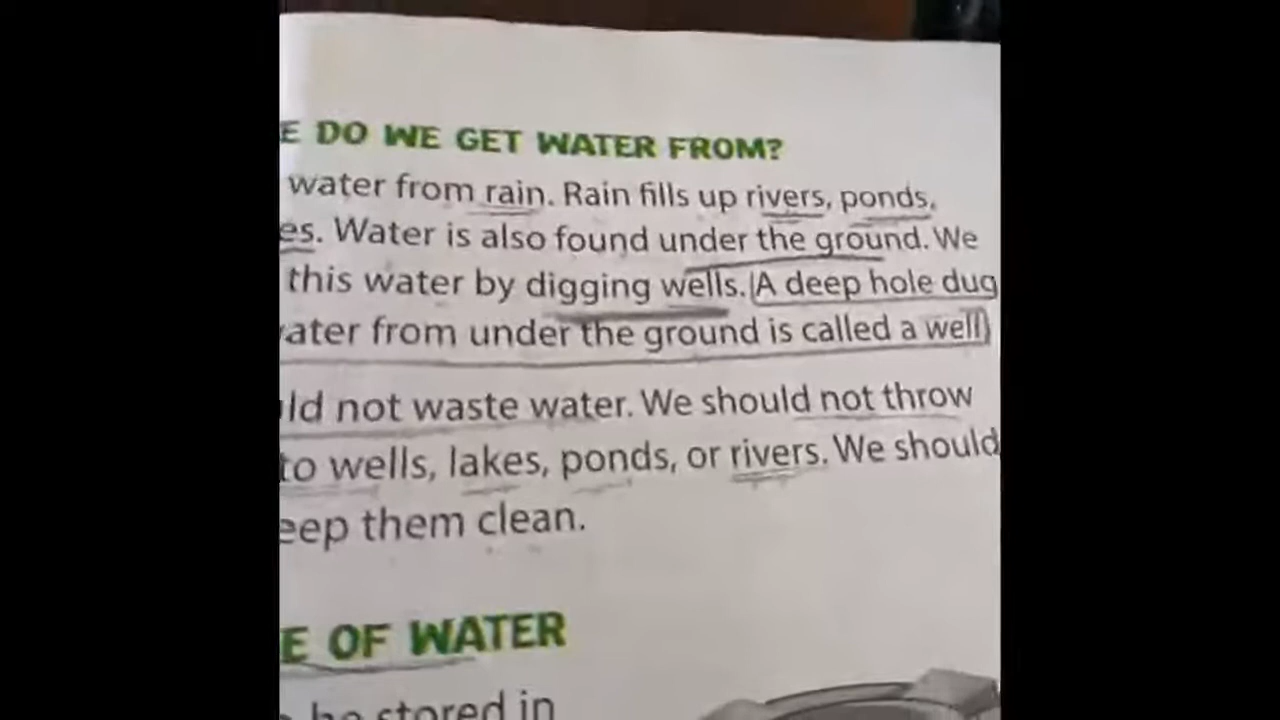 E DO WE GET WATER FROM?
water from rain. Rain fills up rivers, ponds,
es. Water is also found under the ground. We
this water by digging wells. A deep hole dug
ater from under the ground is called a well
ld not waste water. We should not throw
to wells, lakes, ponds, or rivers. We should
eep them clean.
E OF WATER
be stored in